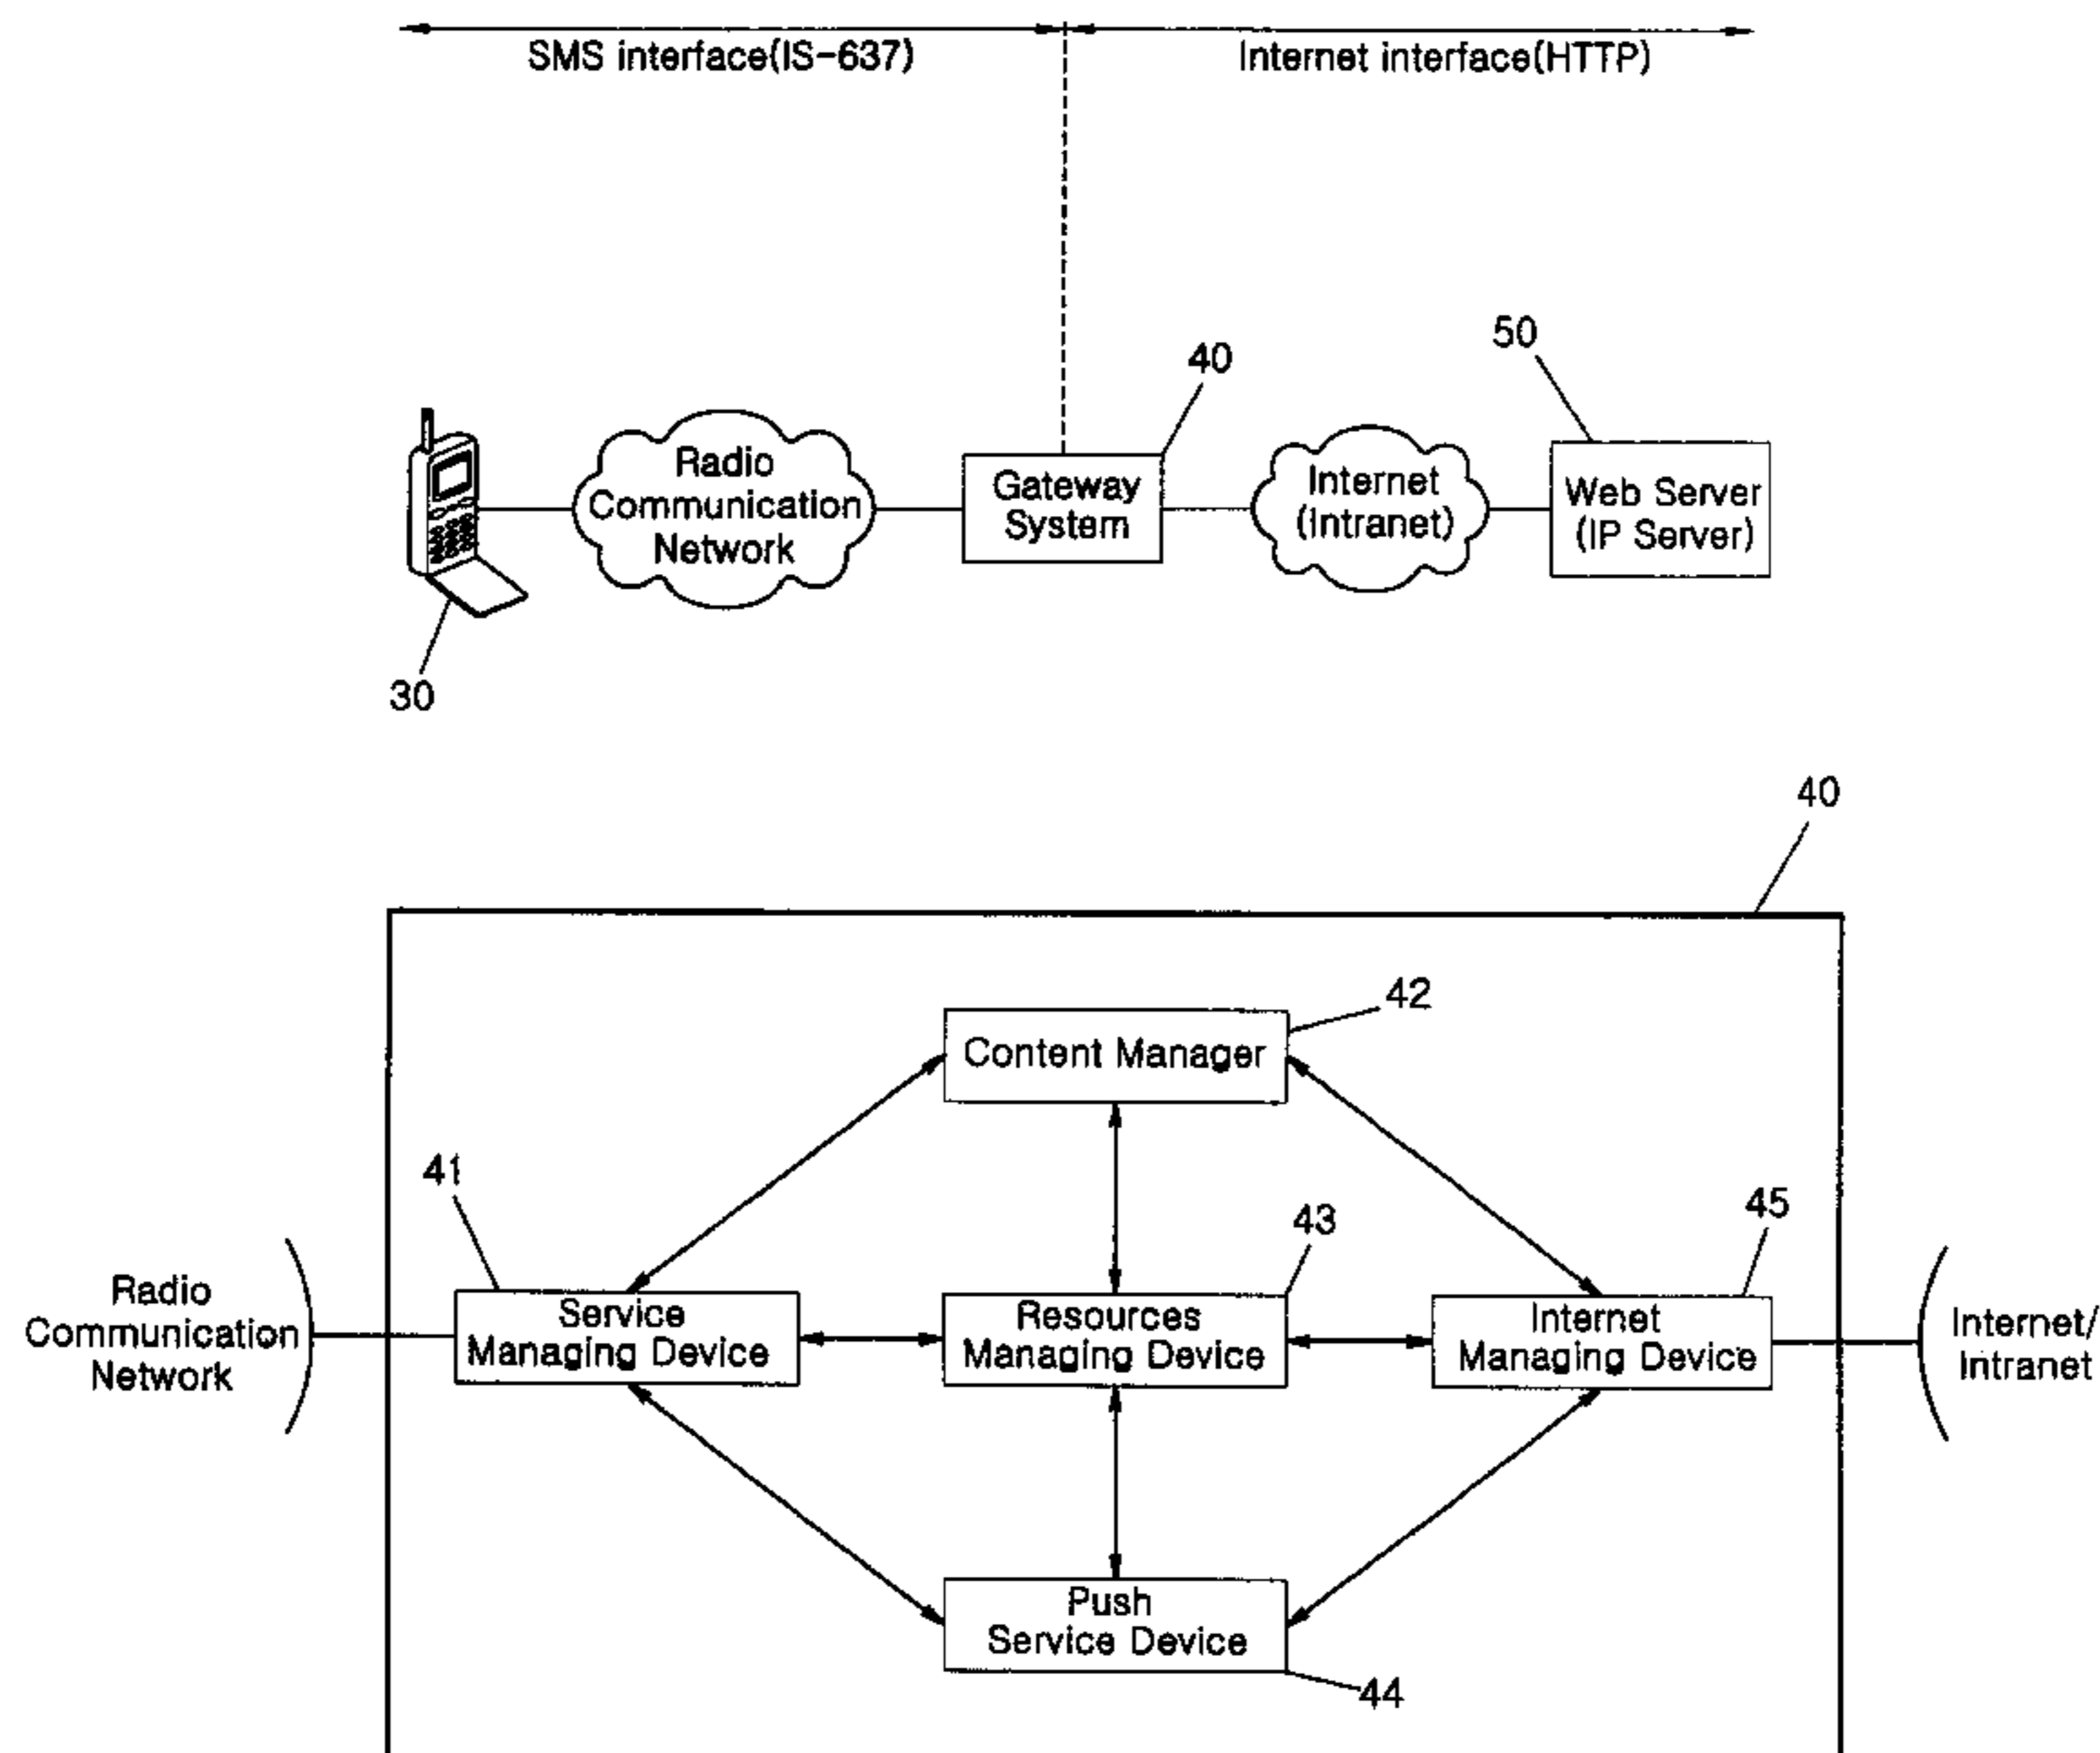 SMS interface(IS-637)
Internet interface(HTTP)
50
40
Radio
Communication
Network
Gateway
System
Internet
(Intranet)
Web Server
(IP Server)
30
40
42
Content Manager
41
43
45
Radio
Communication
Network
Service
Managing Device
Resources
Managing Device
Internet
Managing Device
Internet/
Intranet
Push
Service Device
44